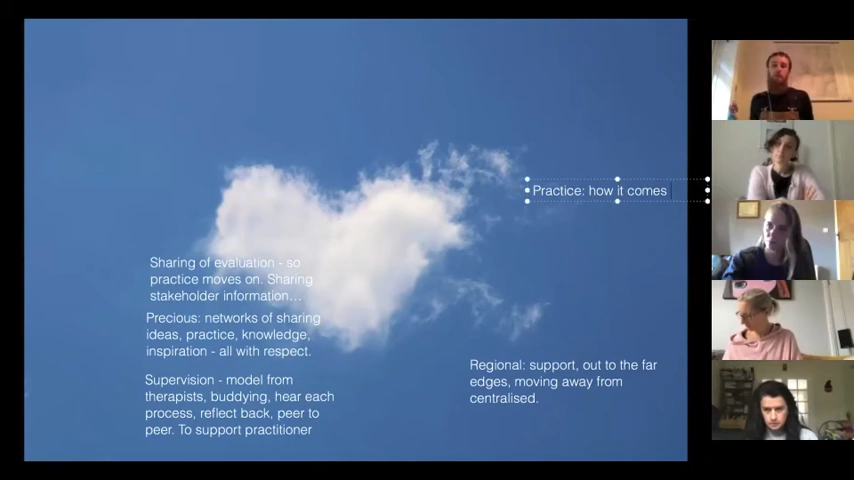 Practice: how it comes
Sharing of evaluation - so
practice moves on. Sharing
stakeholder information...
Precious: networks of sharing
ideas, practice, knowledge,
inspiration - all with respect.
Regional: support, out to the far
edges, moving away from
centralised.
Supervision - model from
therapists, buddying, hear each
process, reflect back, peer to
peer. To support practitioner